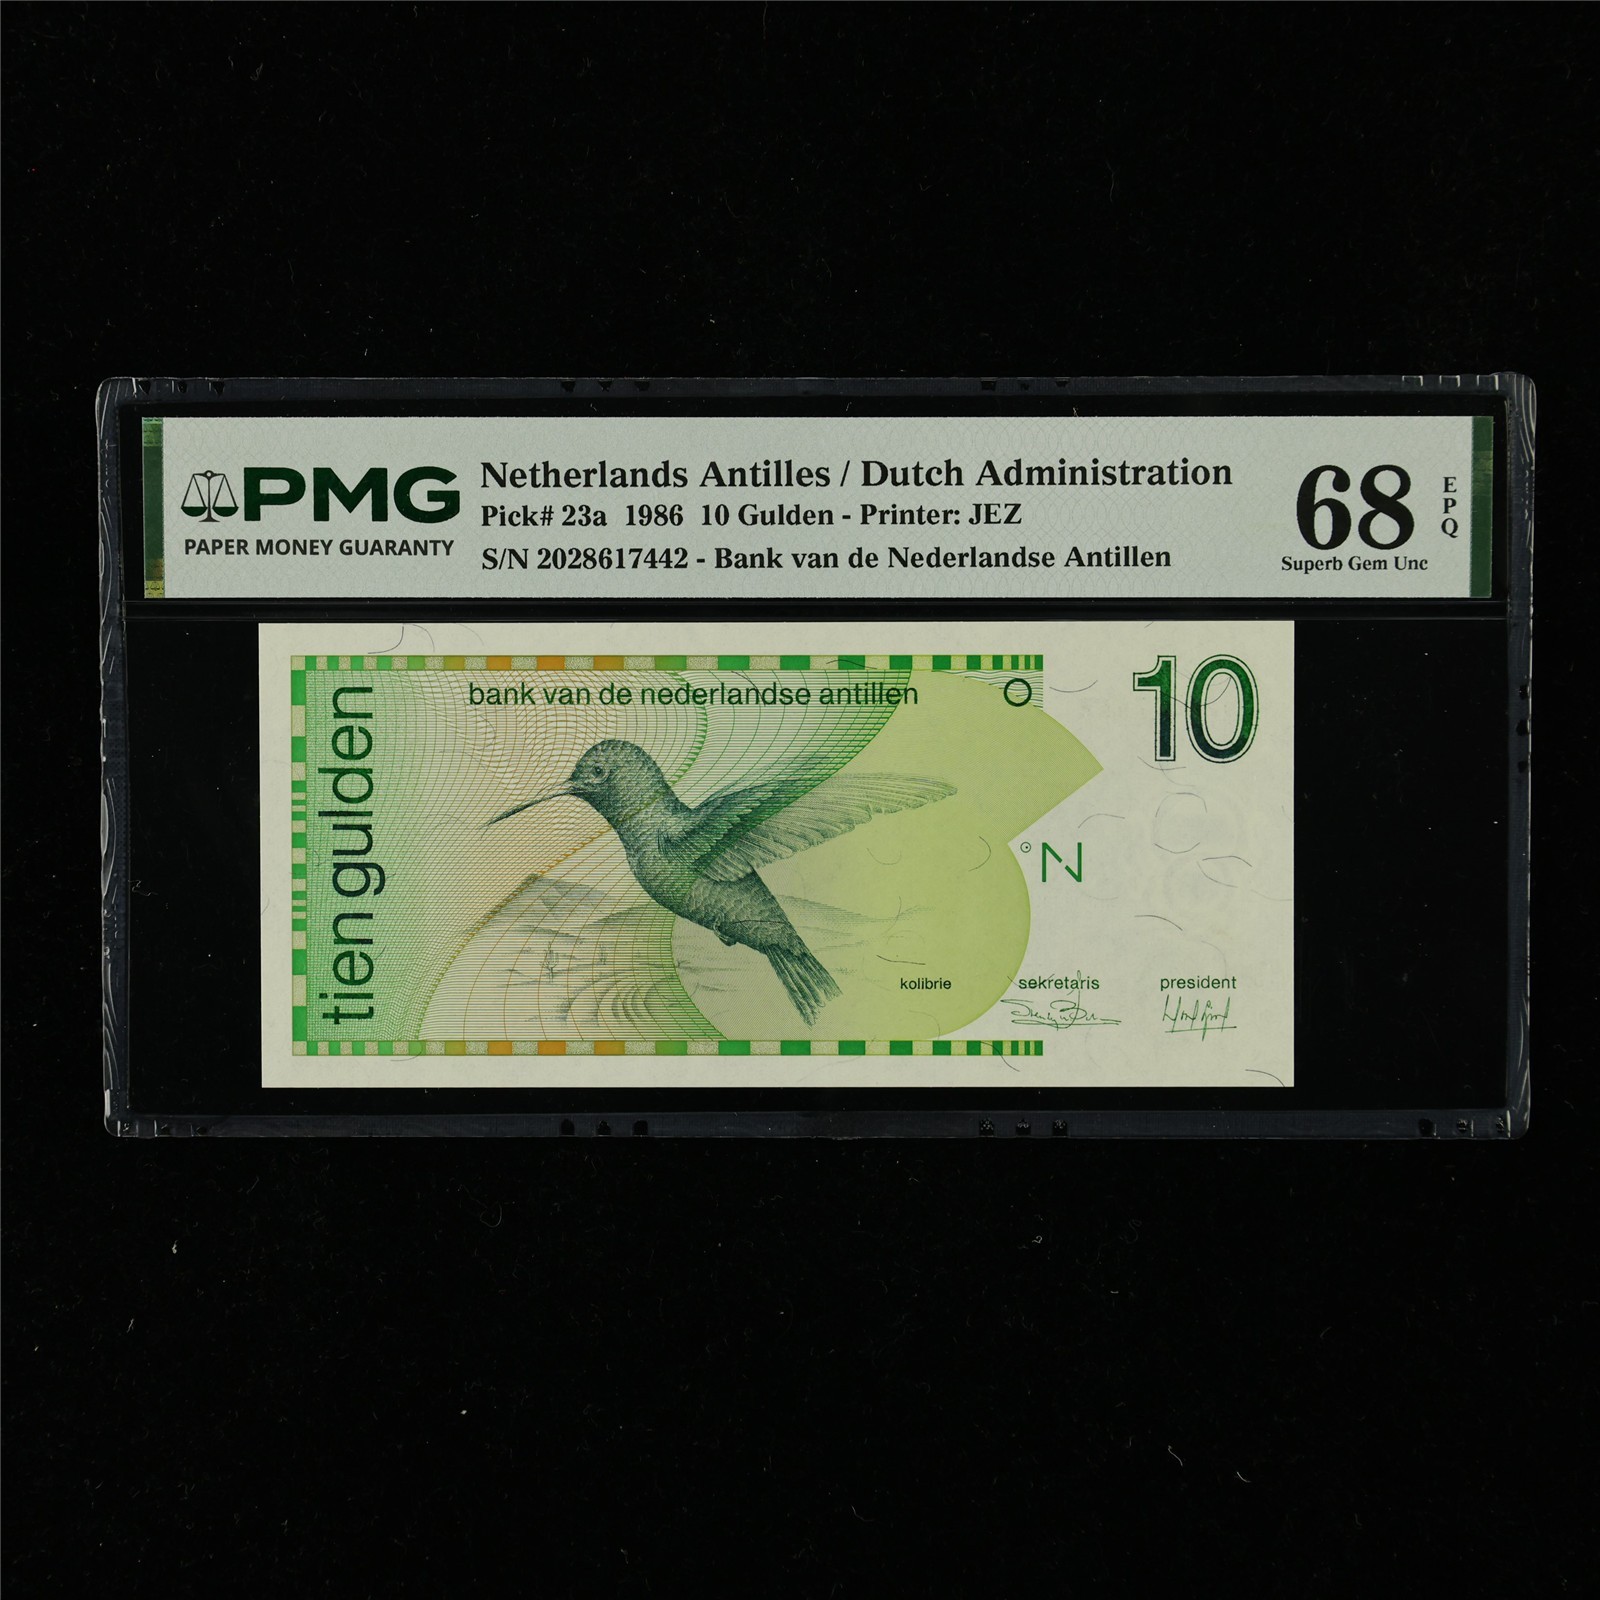 PMG
PAPER MONEY GUARANTY
Netherlands Antilles / Dutch Administration
Pick# 23a 1986 10 Gulden - Printer: JEZ
S/N 2028617442 - Bank van de Nederlandse Antillen
68
EPQ
Superb Gem Unc
bank van de nederlandse antillen
10
tien gulden
°N
kolibrie
sekretaris
president